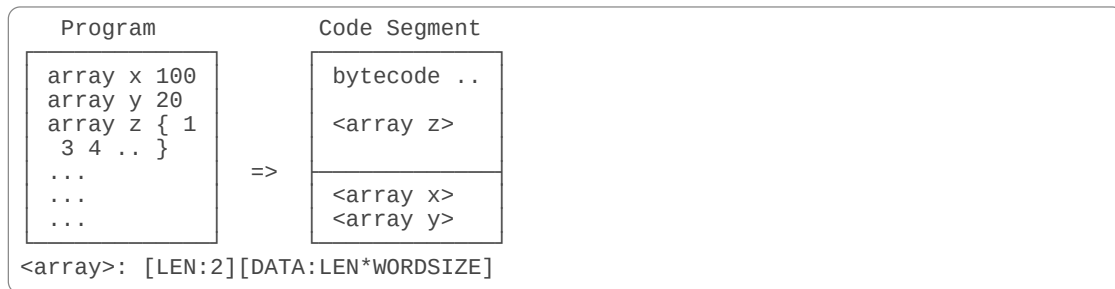 Program Code Segment
array x 100 bytecode ..
array y 20
array z { 1 <array z>
3 4 .. }
... =>
... <array x>
... <array y>
<array>: [LEN:2][DATA:LEN*WORDSIZE]